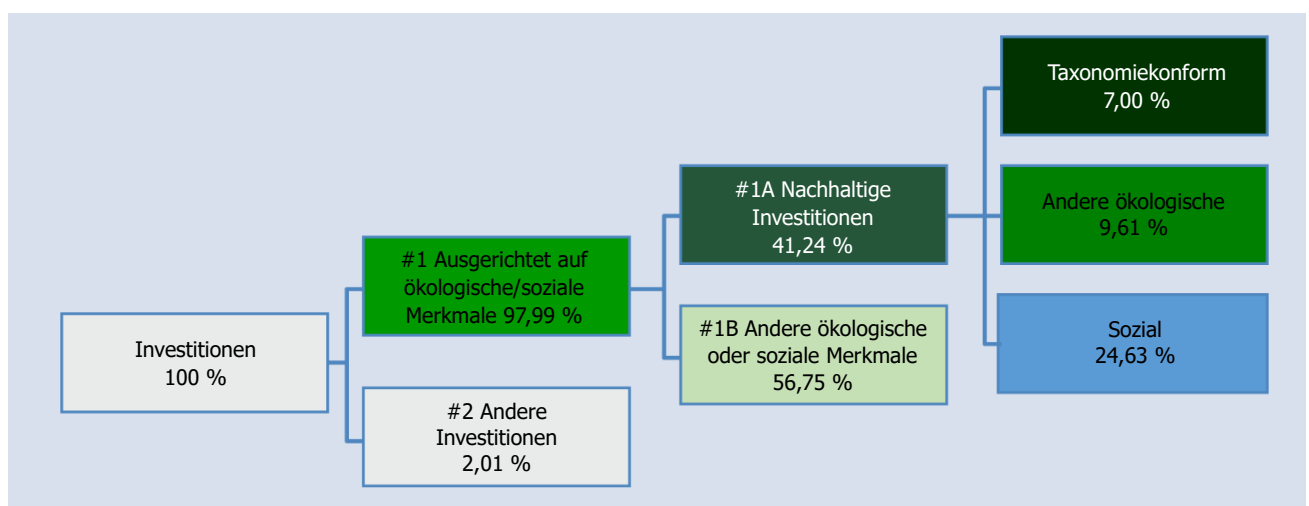 Investitionen
100 %
#1 Ausgerichtet auf
ökologische/soziale
Merkmale 97,99 %
#2 Andere
Investitionen
2,01 %
#1A Nachhaltige
Investitionen
41,24 %
#1B Andere ökologische
oder soziale Merkmale
56,75 %
Taxonomiekonform
7,00 %
Andere ökologische
9,61 %
Sozial
24,63 %